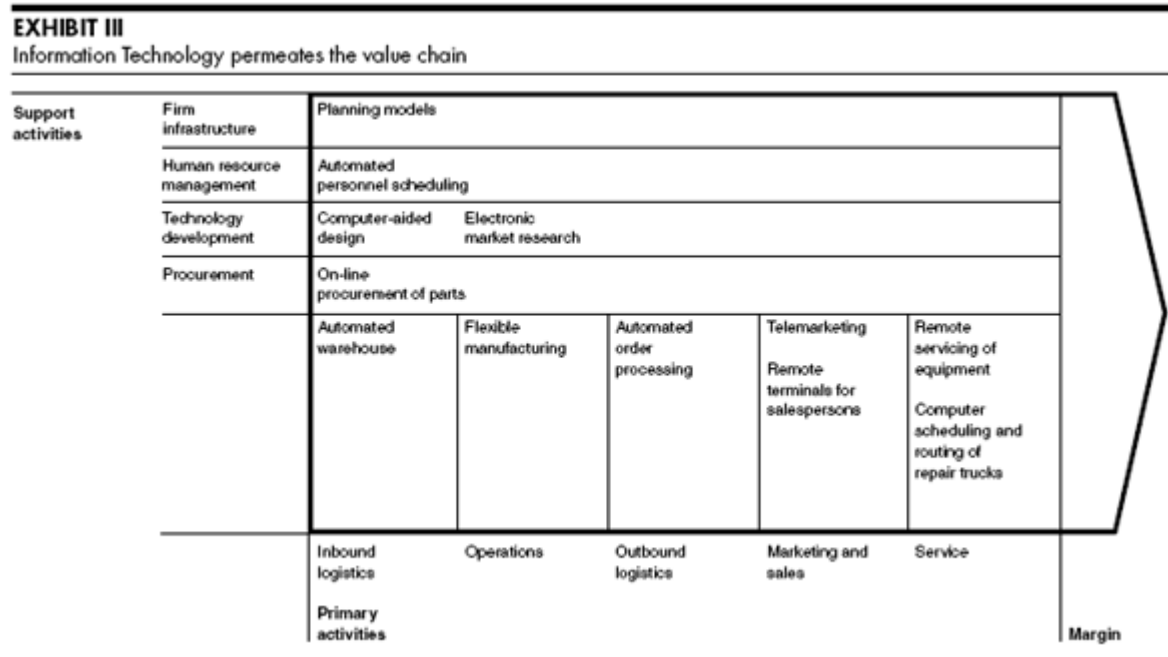 EXHIBIT III
Information Technology permeates the value chain
Support
activities
Firm
infrastructure
Planning models
Human resource
management
Automated
personnel scheduling
Technology
development
Computer-aided
design
Electronic
market research
Procurement
On-line
procurement of parts
Automated
warehouse
Flexible
manufacturing
Automated
order
processing
Telemarketing
Remote
terminals for
salespersons
Remote
servicing of
equipment
Computer
scheduling and
routing of
repair trucks
Inbound
logistics
Operations
Outbound
logistics
Marketing and
sales
Service
Primary
activities
Margin